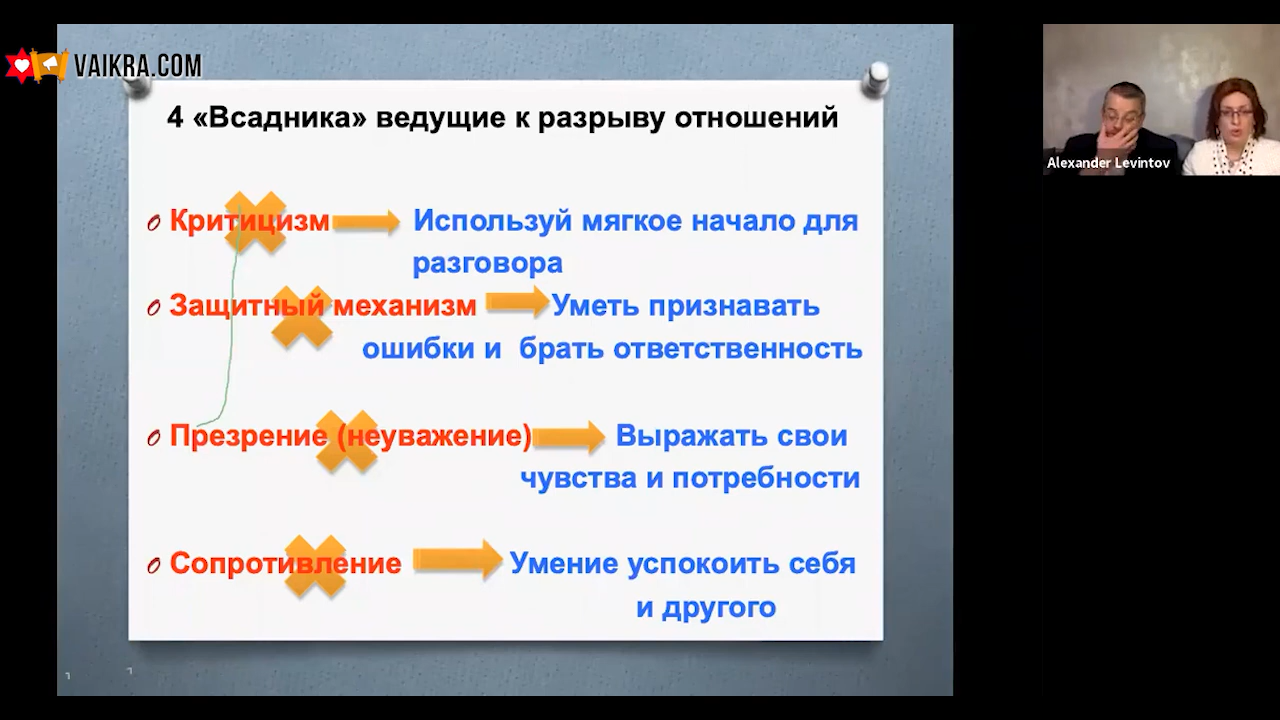 VAIKRA.COM
4 «Всадника» ведущие к разрыву отношений
Критицизм Используй мягкое начало для
разговора
Защитный механизм Уметь признавать
ошибки и брать ответственность
Презрение (неуважение) Выражать свои
чувства и потребности
Сопротивление Умение успокоить себя
и другого
Alexander Levintov